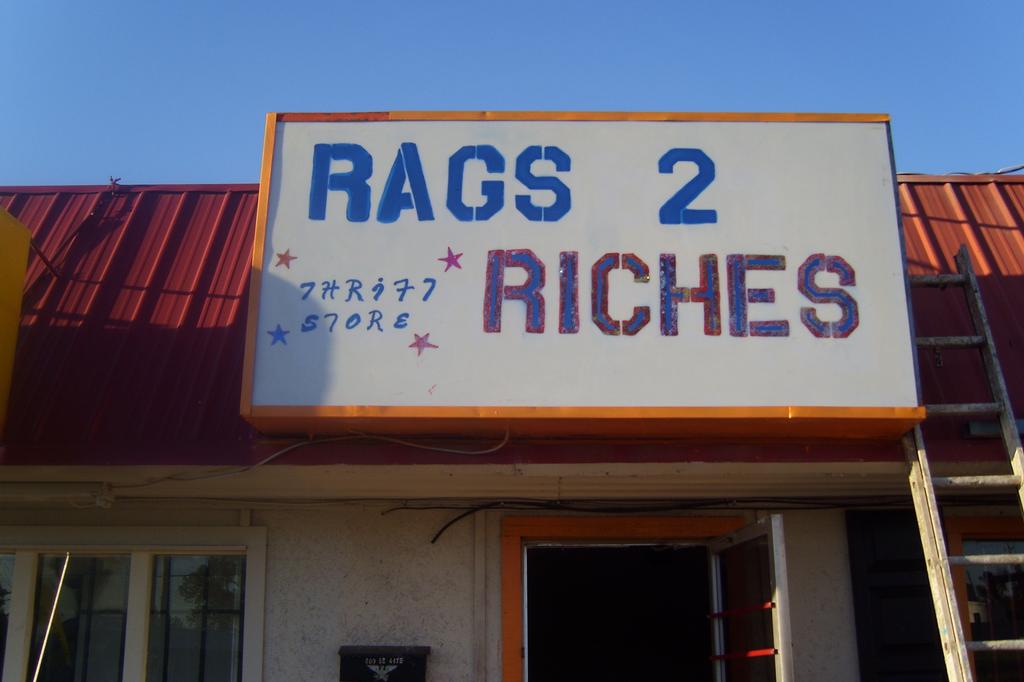 RAGS 2
RICHES
THRIFT
STORE